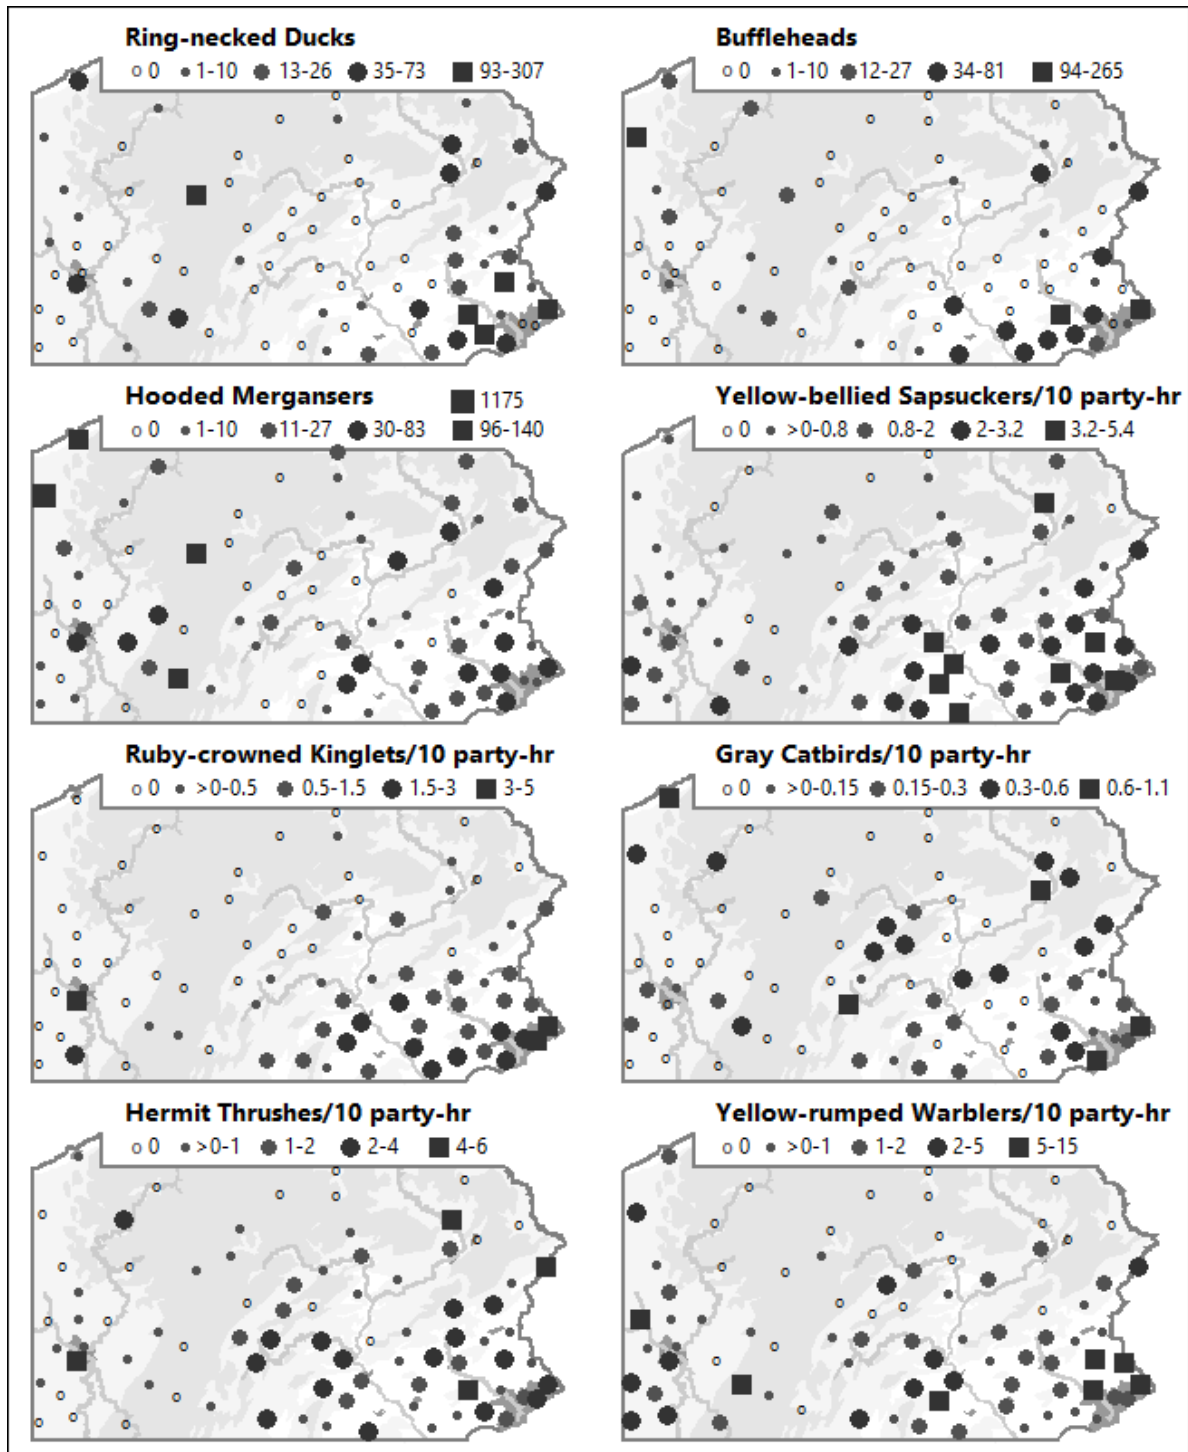 Ring-necked Ducks
0 1-10 13-26 35-73 93-307
Buffleheads
0 1-10 12-27 34-81 94-265
Hooded Mergansers 1175
0 1-10 11-27 30-83 96-140
Yellow-bellied Sapsuckers/10 party-hr
0 >0-0.8 0.8-2 2-3.2 3.2-5.4
Ruby-crowned Kinglets/10 party-hr
0 >0-0.5 0.5-1.5 1.5-3 3-5
Gray Catbirds/10 party-hr
0 >0-0.15 0.15-0.3 0.3-0.6 0.6-1.1
Hermit Thrushes/10 party-hr
0 >0-1 1-2 2-4 4-6
Yellow-rumped Warblers/10 party-hr
0 >0-1 1-2 2-5 5-15